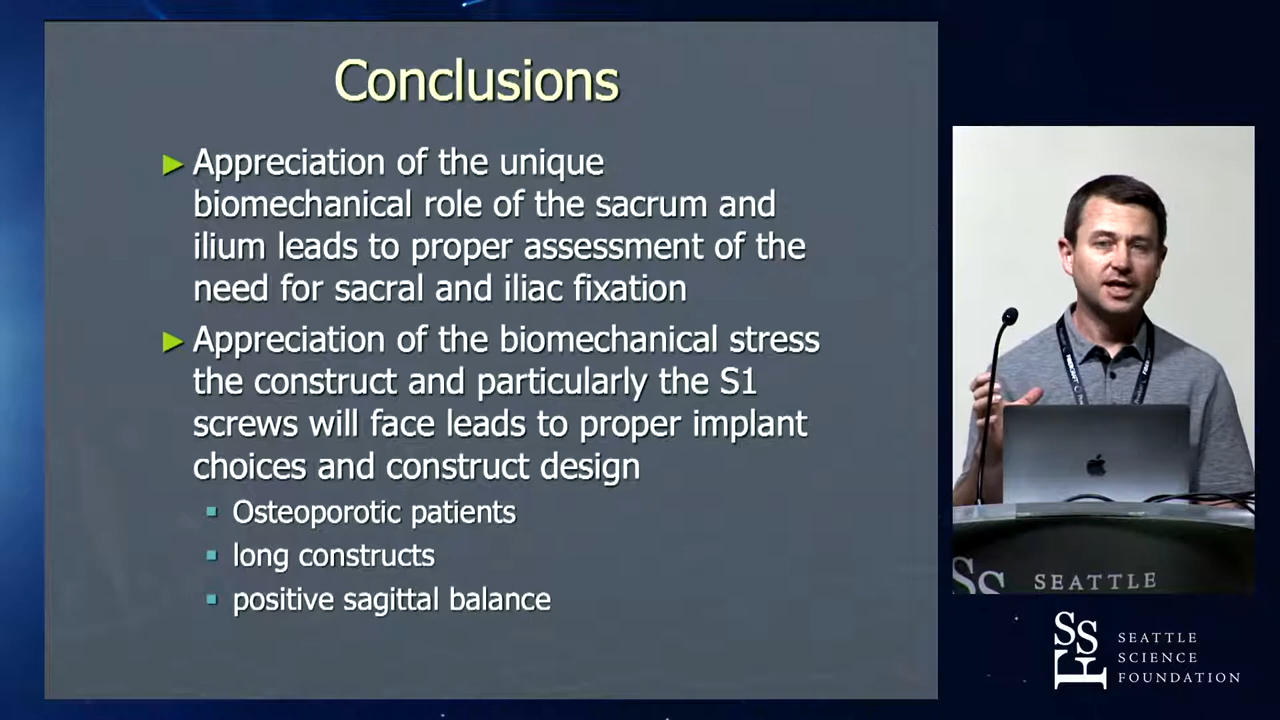 Conclusions
Appreciation of the unique
biomechanical role of the sacrum and
ilium leads to proper assessment of the
need for sacral and iliac fixation
Appreciation of the biomechanical stress
the construct and particularly the S1
screws will face leads to proper implant
choices and construct design
Osteoporotic patients
long constructs
positive sagittal balance
SS SEATTLE
SSF
SEATTLE
SCIENCE
FOUNDATION